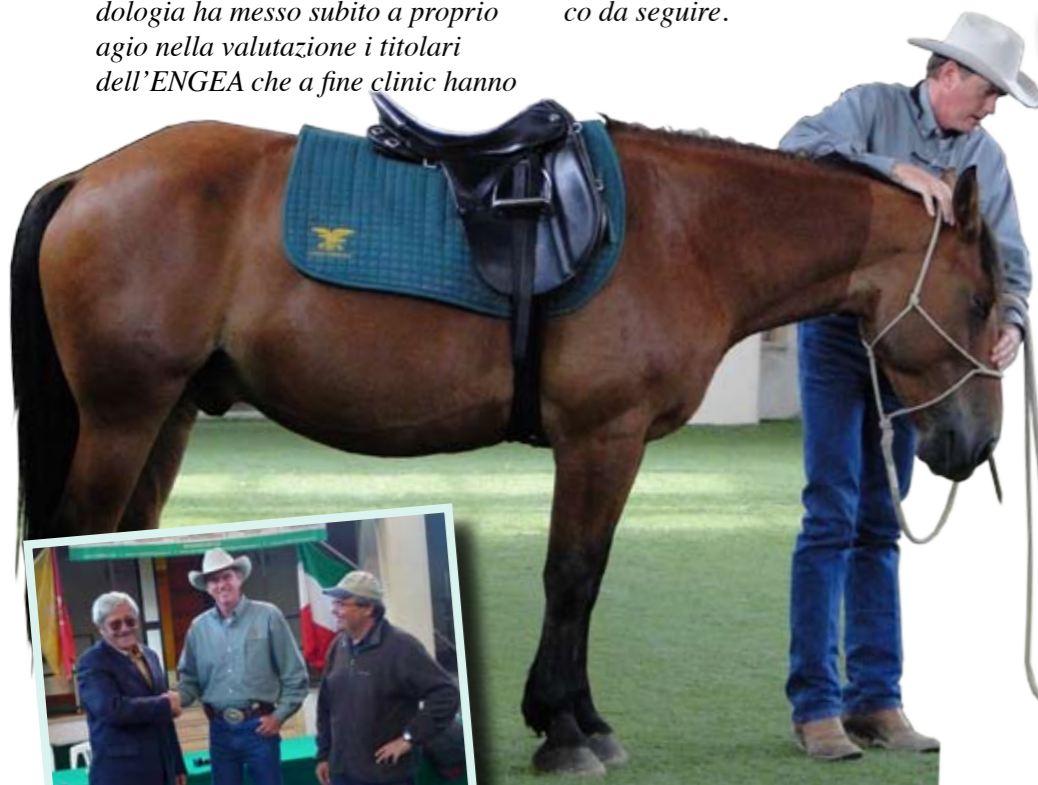 dologia ha messo subito a proprio
agio nella valutazione i titolari
dell’ENGEA che a fine clinic hanno
co da seguire.